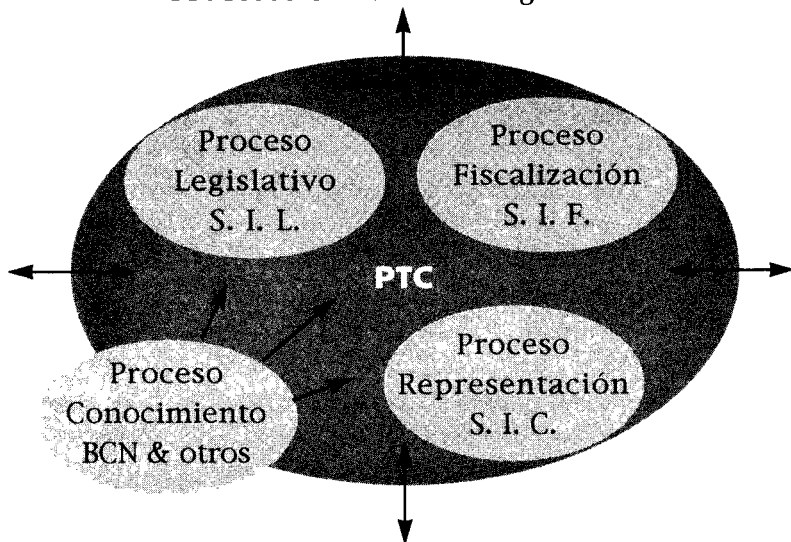 Proceso
Legislativo
S. I. L.
Proceso
Fiscalización
S. I. F.
PTC
Proceso
Conocimiento
BCN & otros
Proceso
Representación
S. I. C.